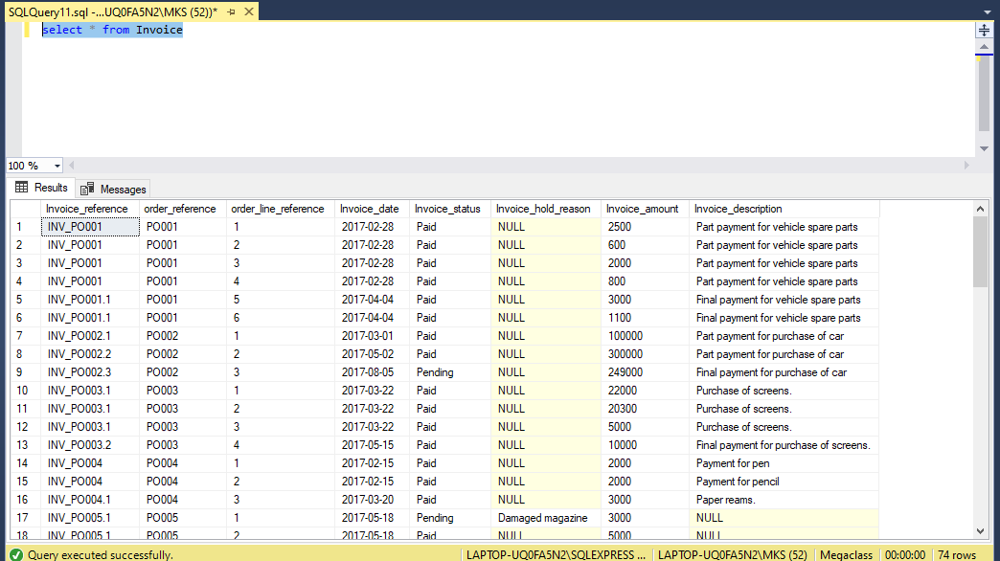 SQLQuery11.sql -...UQ0FA5N2\MKS (52))*
select * from Invoice
100 %
Results Messages
Invoice_reference order_reference order_line_reference Invoice_date Invoice_status Invoice_hold_reason Invoice_amount Invoice_description
1 INV_PO001 PO001 1 2017-02-28 Paid NULL 2500 Part payment for vehicle spare parts
2 INV_PO001 PO001 2 2017-02-28 Paid NULL 600 Part payment for vehicle spare parts
3 INV_PO001 PO001 3 2017-02-28 Paid NULL 2000 Part payment for vehicle spare parts
4 INV_PO001 PO001 4 2017-02-28 Paid NULL 800 Part payment for vehicle spare parts
5 INV_PO001.1 PO001 5 2017-04-04 Paid NULL 3000 Final payment for vehicle spare parts
6 INV_PO001.1 PO001 6 2017-04-04 Paid NULL 1100 Final payment for vehicle spare parts
7 INV_PO002.1 PO002 1 2017-03-01 Paid NULL 100000 Part payment for purchase of car
8 INV_PO002.2 PO002 2 2017-05-02 Paid NULL 300000 Part payment for purchase of car
9 INV_PO002.3 PO002 3 2017-08-05 Pending NULL 249000 Final payment for purchase of car
10 INV_PO003.1 PO003 1 2017-03-22 Paid NULL 22000 Purchase of screens.
11 INV_PO003.1 PO003 2 2017-03-22 Paid NULL 20300 Purchase of screens.
12 INV_PO003.1 PO003 3 2017-03-22 Paid NULL 5000 Purchase of screens.
13 INV_PO003.2 PO003 4 2017-05-15 Paid NULL 10000 Final payment for purchase of screens.
14 INV_PO004 PO004 1 2017-02-15 Paid NULL 2000 Payment for pen
15 INV_PO004 PO004 2 2017-02-15 Paid NULL 2000 Payment for pencil
16 INV_PO004.1 PO004 3 2017-03-20 Paid NULL 3000 Paper reams.
17 INV_PO005.1 PO005 1 2017-05-18 Pending Damaged magazine 3000 NULL
18 INV_PO005.1 PO005 2 2017-05-18 Paid NULL 5000 NULL
Query executed successfully. LAPTOP-UQ0FA5N2\SQLEXPRESS ... LAPTOP-UQ0FA5N2\MKS (52) Megaclass 00:00:00 74 rows